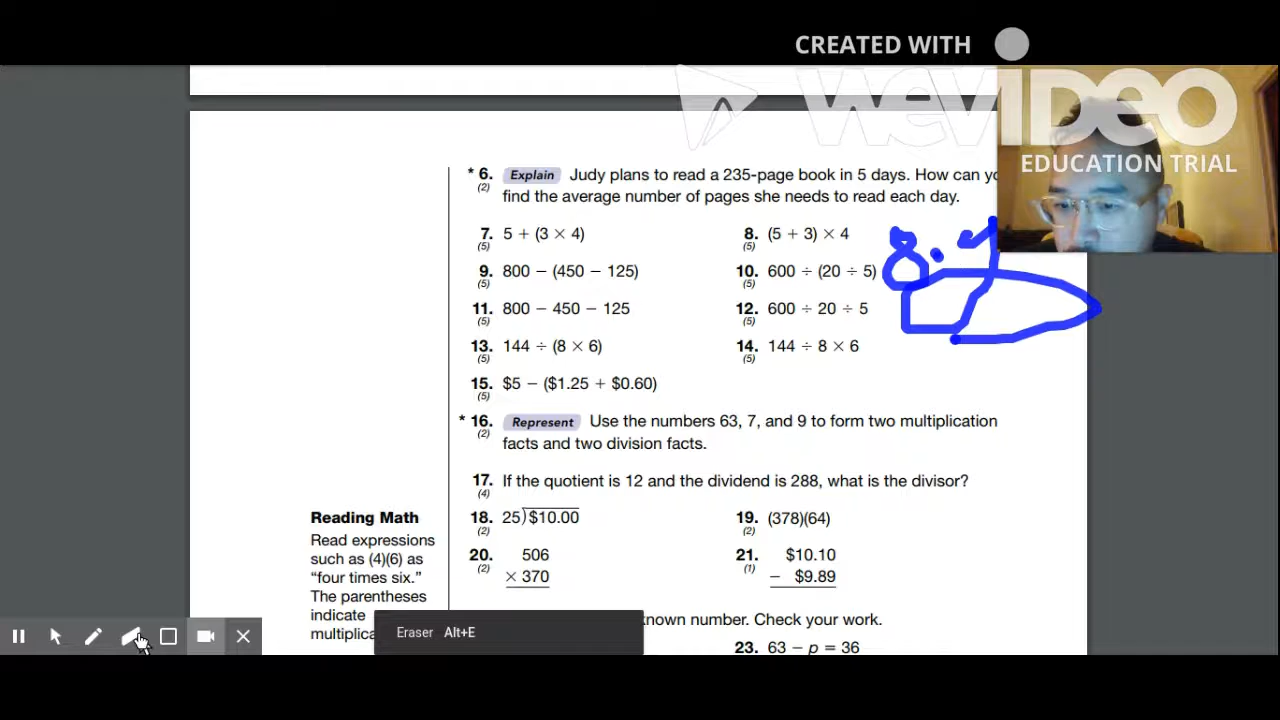 CREATED WITH
WEVIDEO
EDUCATION TRIAL
* 6. Explain Judy plans to read a 235-page book in 5 days. How can
(2)
find the average number of pages she needs to read each day.
7. 5 + (3 × 4) 8. (5 + 3) × 4
(5) (5)
9. 800 − (450 − 125) 10. 600 ÷ (20 ÷ 5)
(5) (5)
11. 800 − 450 − 125 12. 600 ÷ 20 ÷ 5
(5) (5)
13. 144 ÷ (8 × 6) 14. 144 ÷ 8 × 6
(5) (5)
15. $5 − ($1.25 + $0.60)
(5)
* 16. Represent Use the numbers 63, 7, and 9 to form two multiplication
(2)
facts and two division facts.
17. If the quotient is 12 and the dividend is 288, what is the divisor?
(4)
18. 25)$10.00 19. (378)(64)
(2) (2)
20. 506 21. $10.10
(2) × 370 (1) − $9.89
known number. Check your work.
23. 63 − p = 36
Reading Math
Read expressions
such as (4)(6) as
“four times six.”
The parentheses
indicate
Eraser Alt+E